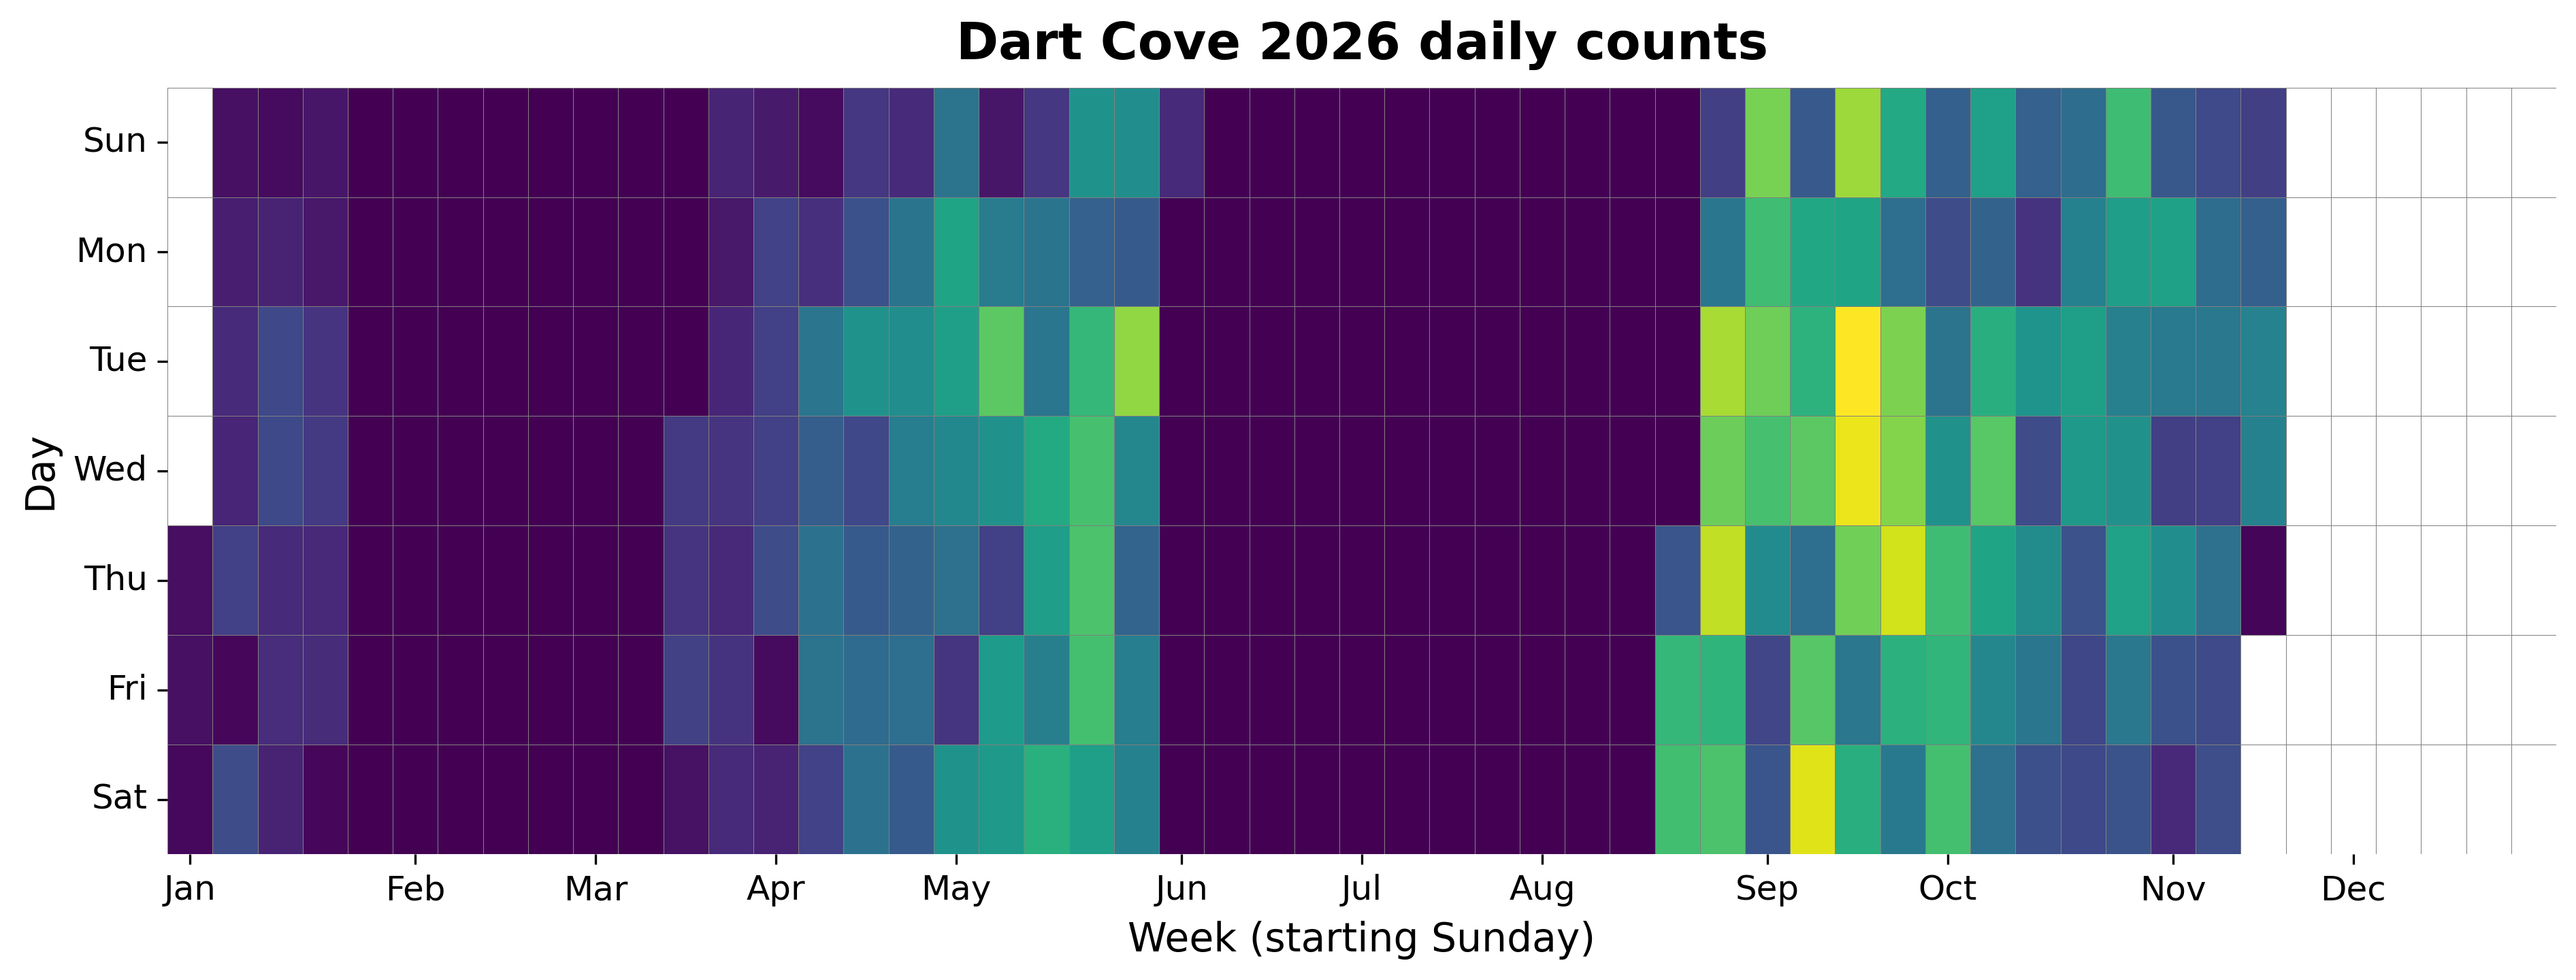 Dart Cove 2026 daily counts
Day
Sun
Mon
Tue
Wed
Thu
Fri
Sat
Jan Feb Mar Apr May Jun Jul Aug Sep Oct Nov Dec
Week (starting Sunday)